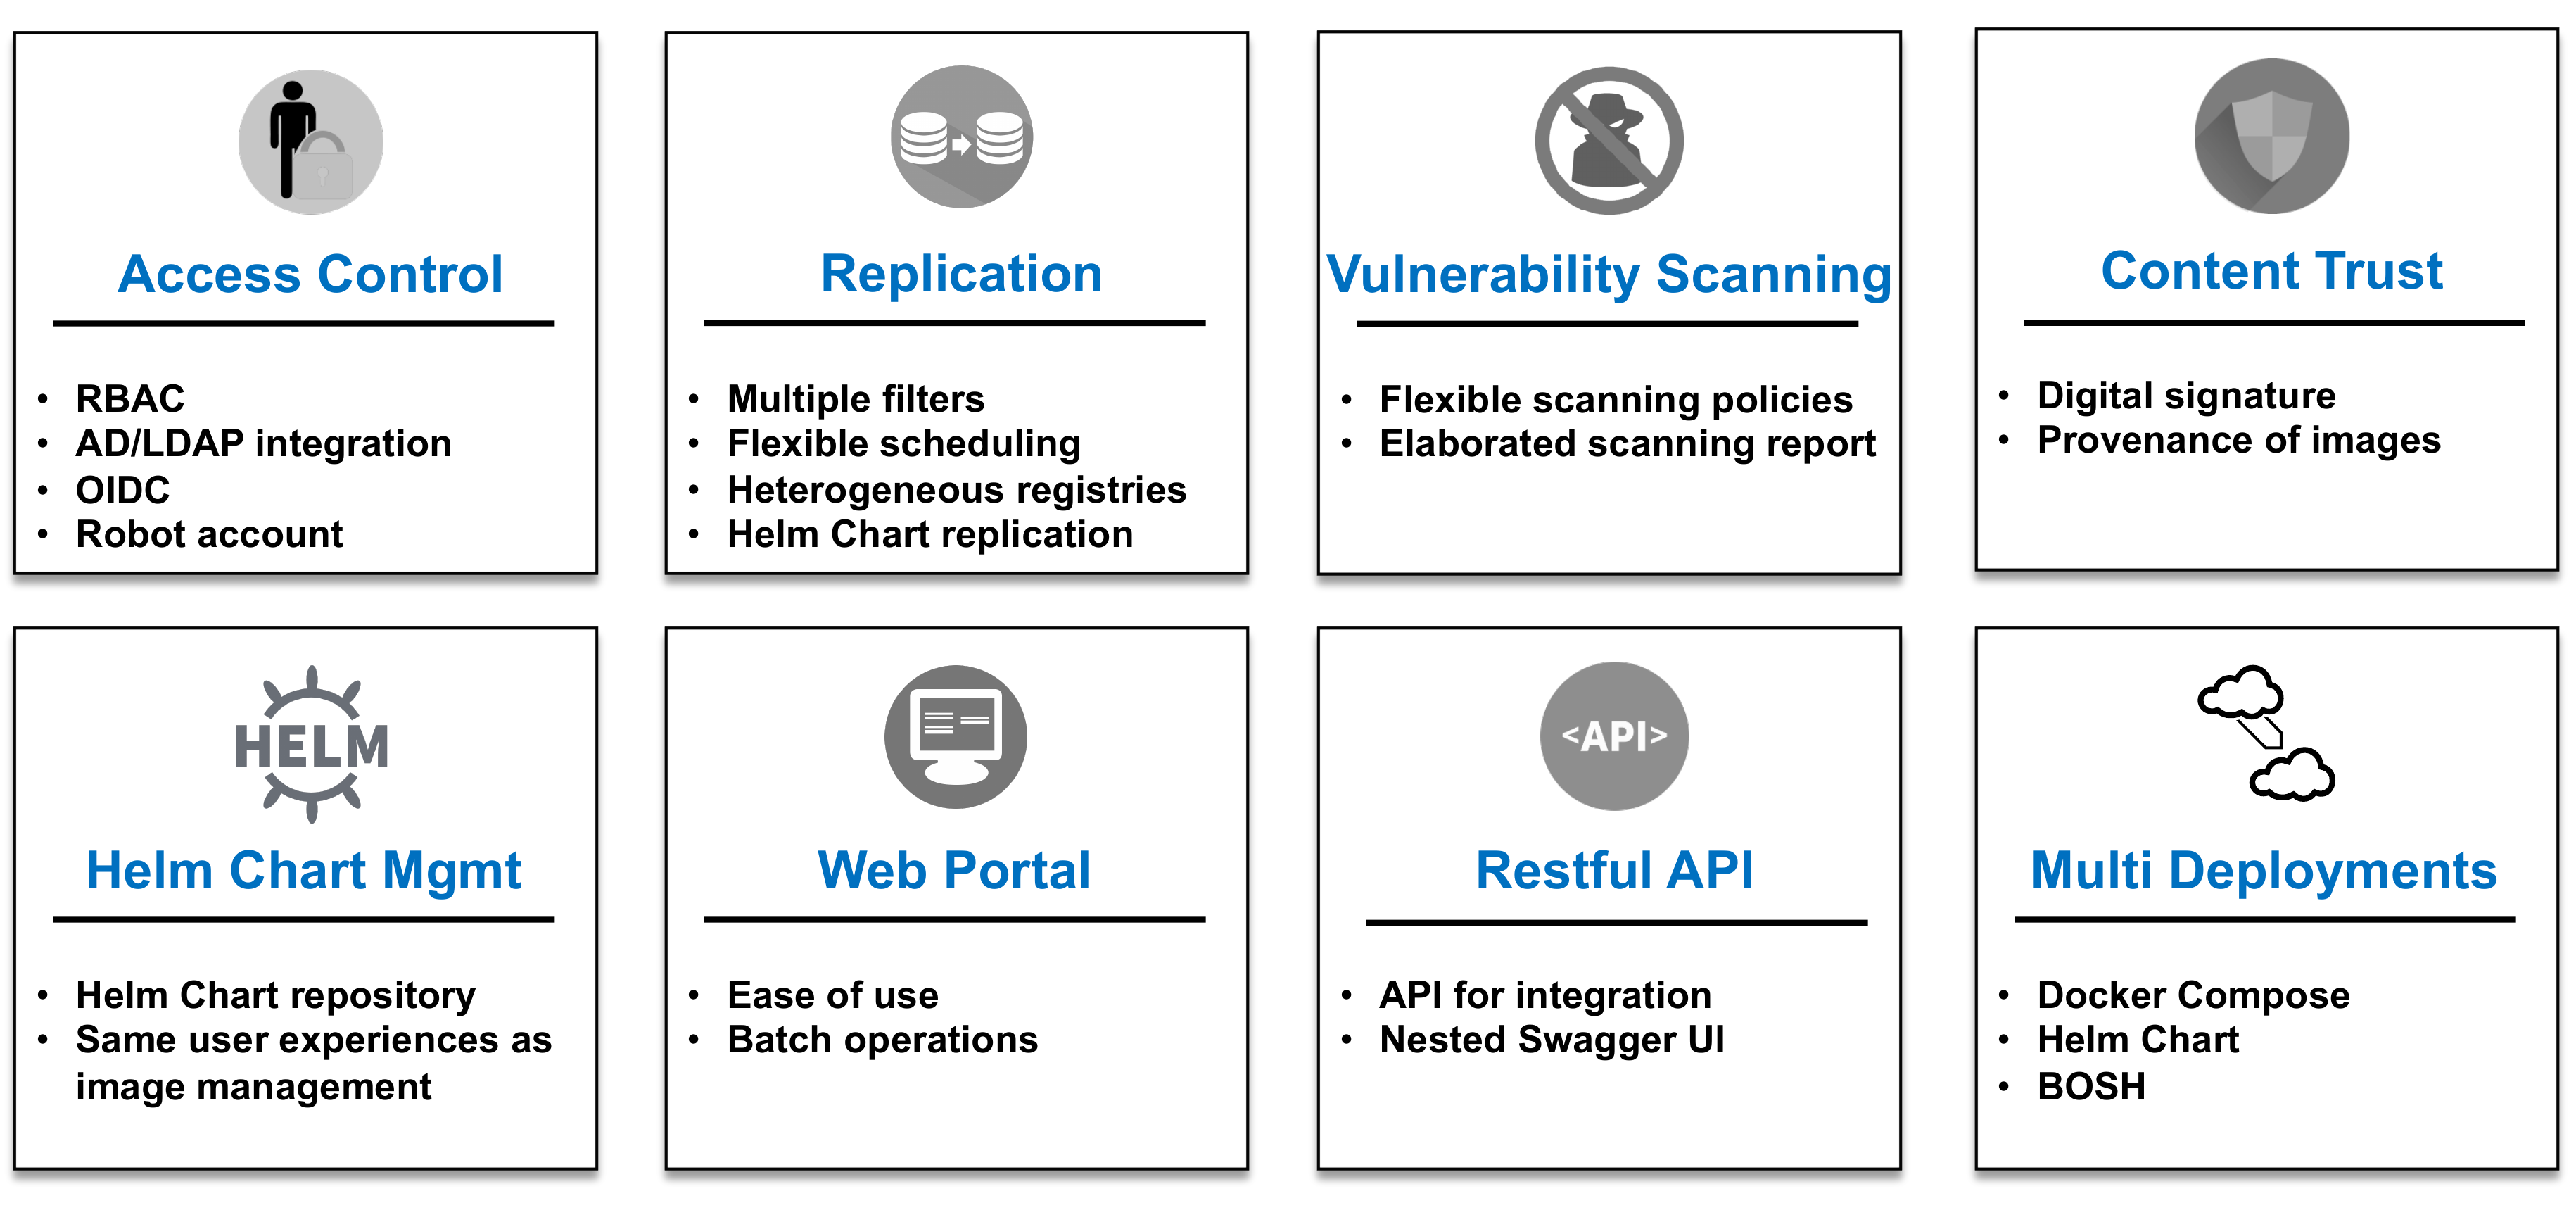 Access Control
• RBAC
• AD/LDAP integration
• OIDC
• Robot account
Replication
• Multiple filters
• Flexible scheduling
• Heterogeneous registries
• Helm Chart replication
Vulnerability Scanning
• Flexible scanning policies
• Elaborated scanning report
Content Trust
• Digital signature
• Provenance of images
HELM
Helm Chart Mgmt
• Helm Chart repository
• Same user experiences as
image management
Web Portal
• Ease of use
• Batch operations
<API>
Restful API
• API for integration
• Nested Swagger UI
Multi Deployments
• Docker Compose
• Helm Chart
• BOSH